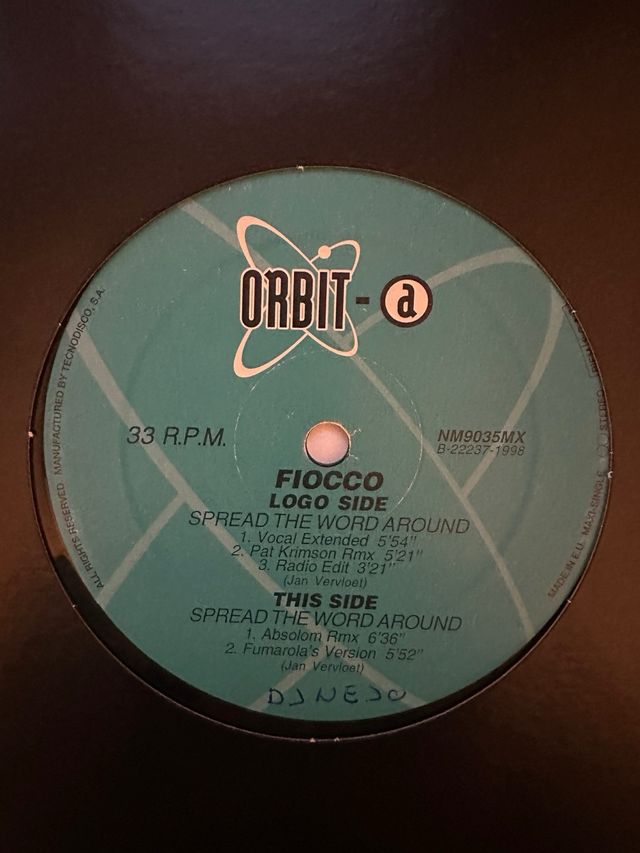 ORBIT - a
ALL RIGHTS RESERVED MANUFACTURED BY TECNODISCO, S.A.
33 R.P.M.
NM9035MX
B-22237-1998
FIOCCO
LOGO SIDE
SPREAD THE WORD AROUND
1. Vocal Extended 5'54"
2. Pat Krimson Rmx 5'21"
3. Radio Edit 3'21"
(Jan Vervloet)
THIS SIDE
SPREAD THE WORD AROUND
1. Absolom Rmx 6'36"
2. Fumarola's Version 5'52"
(Jan Vervloet)
DJ NEJO
MADE IN E.U. MAXI-SINGLE STEREO